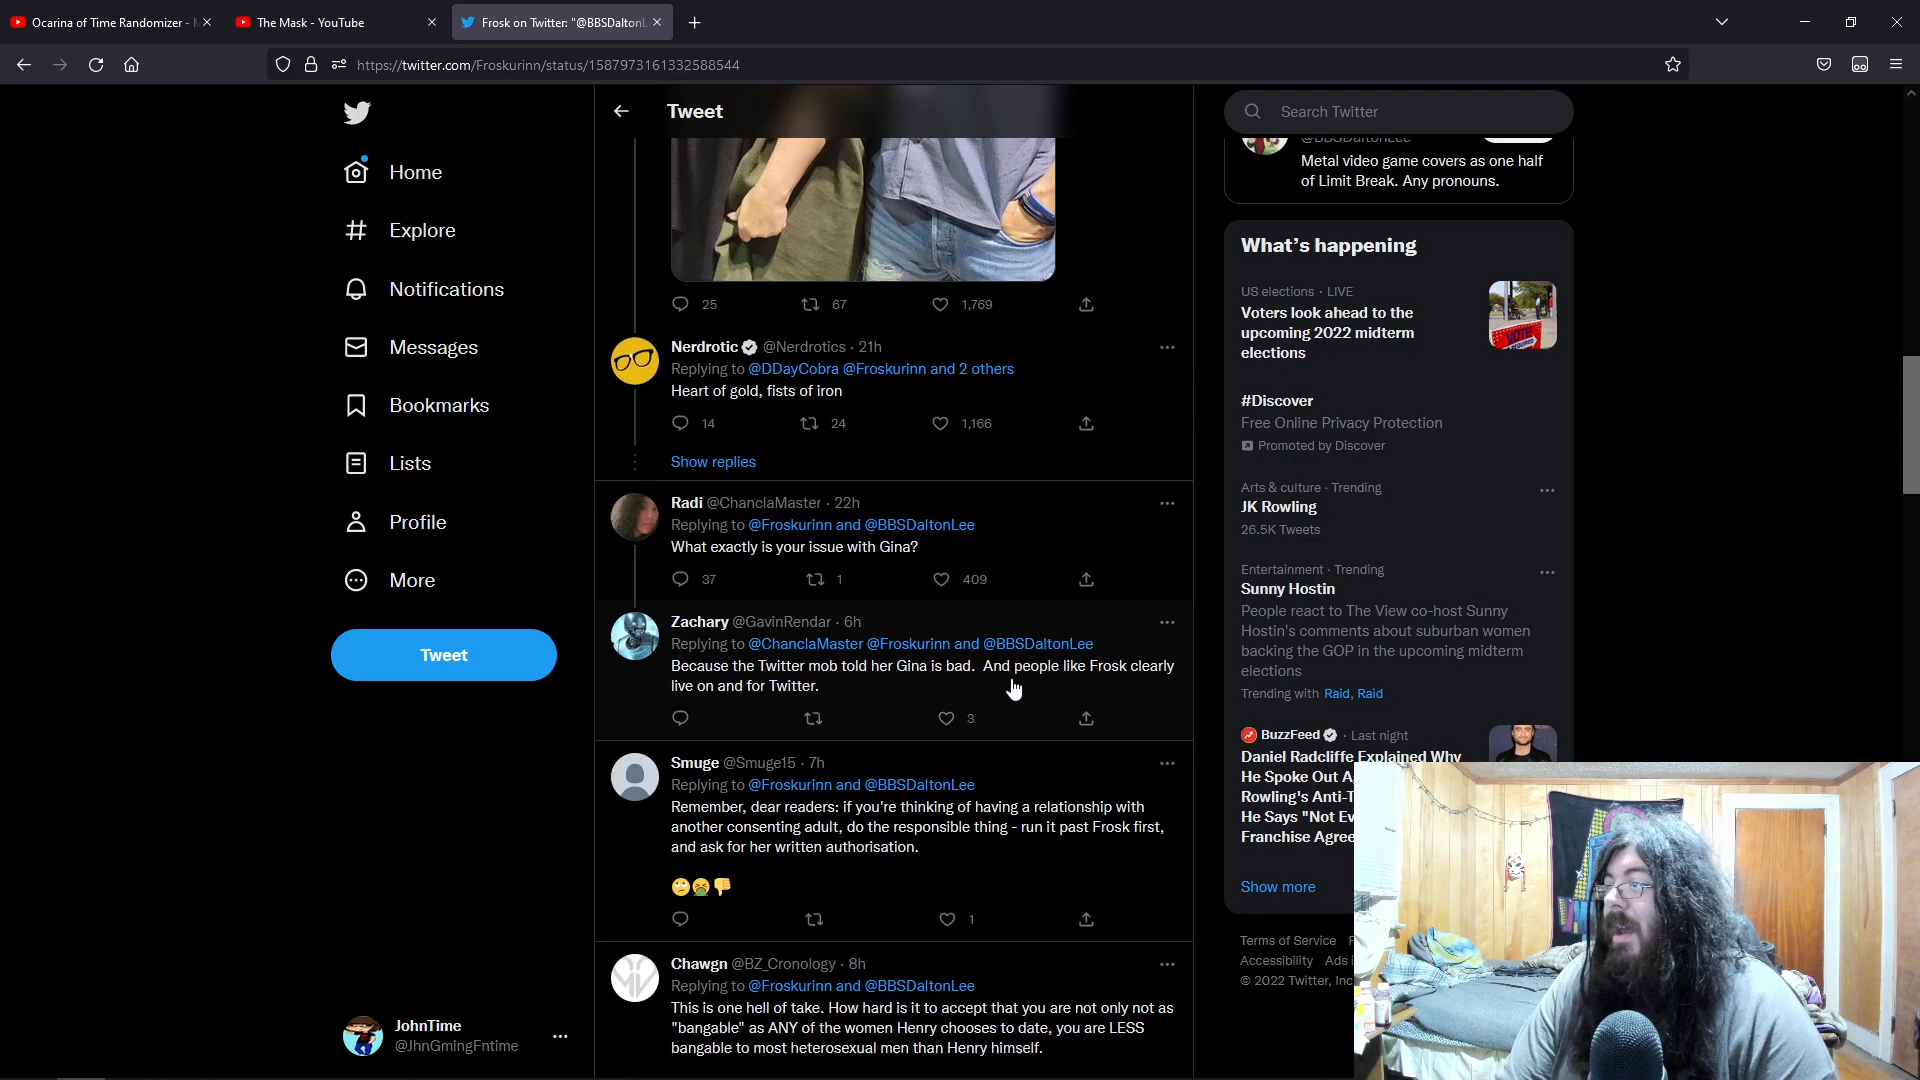 Ocarina of Time Randomizer -
The Mask - YouTube
Frosk on Twitter: "@BBSDaltonL
https://twitter.com/Froskurinn/status/1587973161332588544
Home
Explore
Notifications
Messages
Bookmarks
Lists
Profile
More
Tweet
JohnTime
@JhnGmingFntime
Tweet
25 67 1,769
Nerdrotic @Nerdrotics · 21h
Replying to @DDayCobra @Froskurinn and 2 others
Heart of gold, fists of iron
14 24 1,166
Show replies
Radi @ChanclaMaster · 22h
Replying to @Froskurinn and @BBSDaltonLee
What exactly is your issue with Gina?
37 1 409
Zachary @GavinRendar · 6h
Replying to @ChanclaMaster @Froskurinn and @BBSDaltonLee
Because the Twitter mob told her Gina is bad. And people like Frosk clearly
live on and for Twitter.
3
Smuge @Smuge15 · 7h
Replying to @Froskurinn and @BBSDaltonLee
Remember, dear readers: if you're thinking of having a relationship with
another consenting adult, do the responsible thing - run it past Frosk first,
and ask for her written authorisation.
🙄🤮👎
1
Chawgn @BZ_Cronology · 8h
Replying to @Froskurinn and @BBSDaltonLee
This is one hell of take. How hard is it to accept that you are not only not as
"bangable" as ANY of the women Henry chooses to date, you are LESS
bangable to most heterosexual men than Henry himself.
Search Twitter
@BBSDaltonLee
Metal video game covers as one half
of Limit Break. Any pronouns.
What's happening
US elections · LIVE
Voters look ahead to the
upcoming 2022 midterm
elections
#Discover
Free Online Privacy Protection
Promoted by Discover
Arts & culture · Trending
JK Rowling
26.5K Tweets
Entertainment · Trending
Sunny Hostin
People react to The View co-host Sunny
Hostin's comments about suburban women
backing the GOP in the upcoming midterm
elections
Trending with Raid, Raid
BuzzFeed · Last night
Daniel Radcliffe Explained Why
He Spoke Out A
Rowling's Anti-T
He Says "Not Ev
Franchise Agree
Show more
Terms of Service
Accessibility Ads i
© 2022 Twitter, Inc